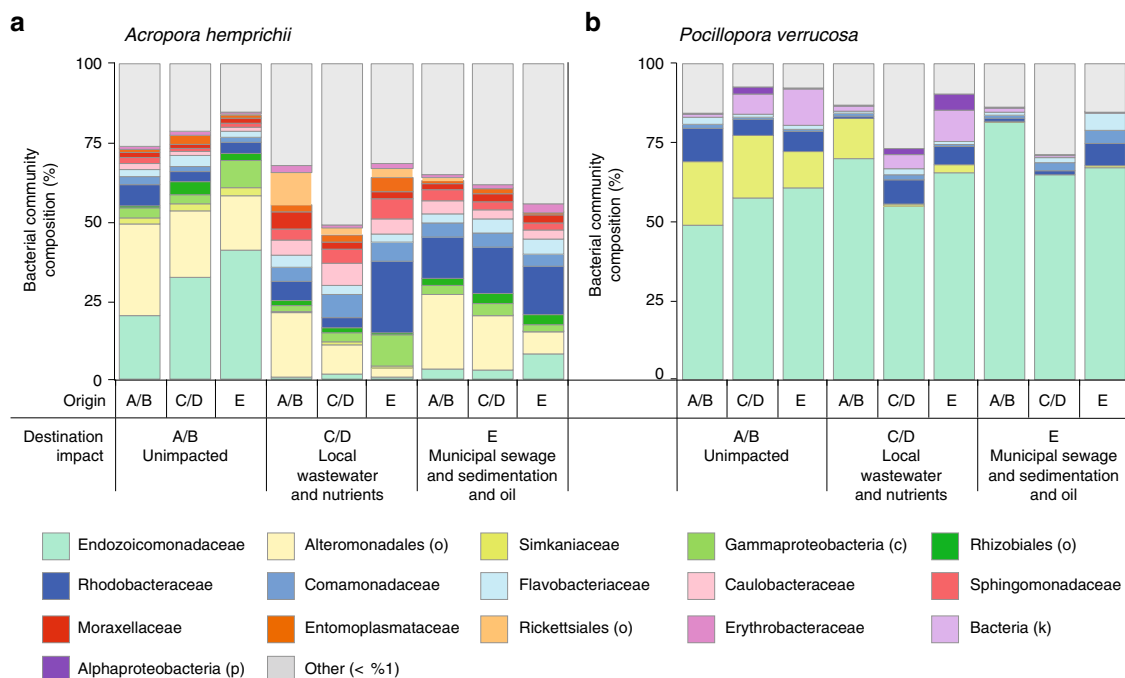 a
Acropora hemprichii
b
Pocillopora verrucosa
Bacterial community
composition (%)
100
75
50
25
0
Bacterial community
composition (%)
100
75
50
25
0
Origin A/B C/D E A/B C/D E A/B C/D E A/B C/D E A/B C/D E A/B C/D E
Destination
impact
A/B
Unimpacted
C/D
Local
wastewater
and nutrients
E
Municipal sewage
and sedimentation
and oil
A/B
Unimpacted
C/D
Local
wastewater
and nutrients
E
Municipal sewage
and sedimentation
and oil
Endozoicomonadaceae Alteromonadales (o) Simkaniaceae Gammaproteobacteria (c) Rhizobiales (o)
Rhodobacteraceae Comamonadaceae Flavobacteriaceae Caulobacteraceae Sphingomonadaceae
Moraxellaceae Entomoplasmataceae Rickettsiales (o) Erythrobacteraceae Bacteria (k)
Alphaproteobacteria (p) Other (< %1)